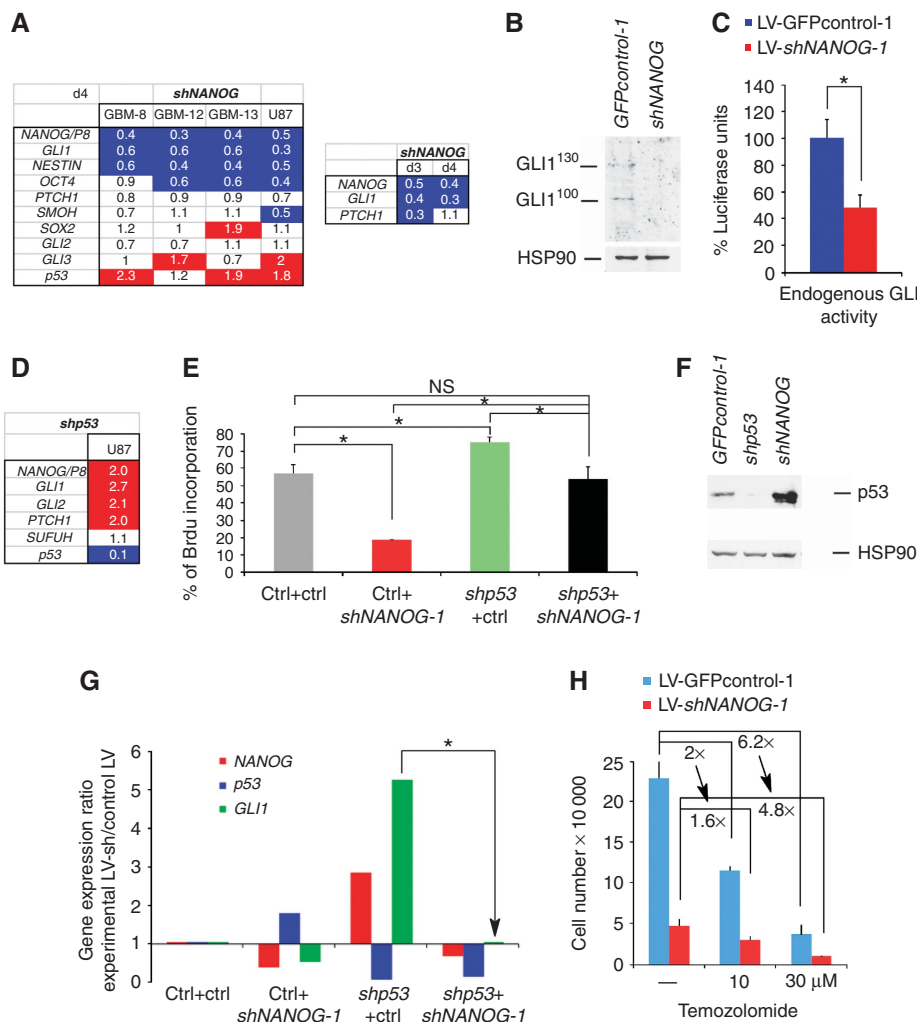 A
d4 shNANOG
GBM-8 GBM-12 GBM-13 U87
NANOG/P8 0.4 0.3 0.4 0.5
GLI1 0.6 0.6 0.6 0.3
NESTIN 0.6 0.4 0.4 0.5
OCT4 0.9 0.6 0.6 0.4
PTCH1 0.8 0.9 0.9 0.7
SMOH 0.7 1.1 1.1 0.5
SOX2 1.2 1 1.9 1.1
GLI2 0.7 0.7 1.1 1.1
GLI3 1 1.7 0.7 2
p53 2.3 1.2 1.9 1.8
shNANOG
d3 d4
NANOG 0.5 0.4
GLI1 0.4 0.3
PTCH1 0.3 1.1
B
GFPcontrol-1
shNANOG
GLI1¹³⁰
GLI1¹⁰⁰
HSP90
C
LV-GFPcontrol-1
LV-shNANOG-1
% Luciferase units
140
120
100
80
60
40
20
0
*
Endogenous GLI
activity
D
shp53
U87
NANOG/P8 2.0
GLI1 2.7
GLI2 2.1
PTCH1 2.0
SUFUH 1.1
p53 0.1
E
% of Brdu incorporation
80
70
60
50
40
30
20
10
0
NS
*
*
*
*
Ctrl+ctrl
Ctrl+
shNANOG-1
shp53
+ctrl
shp53+
shNANOG-1
F
GFPcontrol-1
shp53
shNANOG
p53
HSP90
G
Gene expression ratio
experimental LV-sh/control LV
6
5
4
3
2
1
0
NANOG
p53
GLI1
*
Ctrl+ctrl
Ctrl+
shNANOG-1
shp53
+ctrl
shp53+
shNANOG-1
H
LV-GFPcontrol-1
LV-shNANOG-1
Cell number × 10 000
25
20
15
10
5
0
2×
6.2×
1.6×
4.8×
— 10 30 μM
Temozolomide